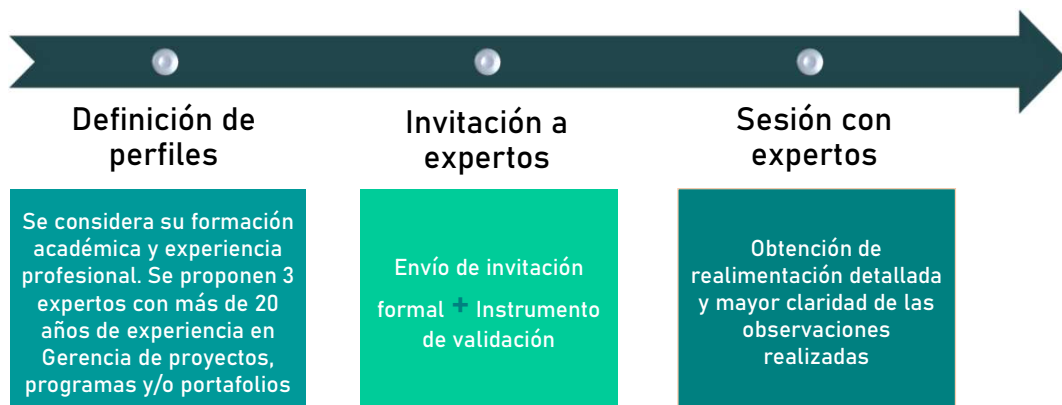 Definición de
perfiles
Se considera su formación
académica y experiencia
profesional. Se proponen 3
expertos con más de 20
años de experiencia en
Gerencia de proyectos,
programas y/o portafolios
Invitación a
expertos
Envío de invitación
formal + Instrumento
de validación
Sesión con
expertos
Obtención de
realimentación detallada
y mayor claridad de las
observaciones
realizadas